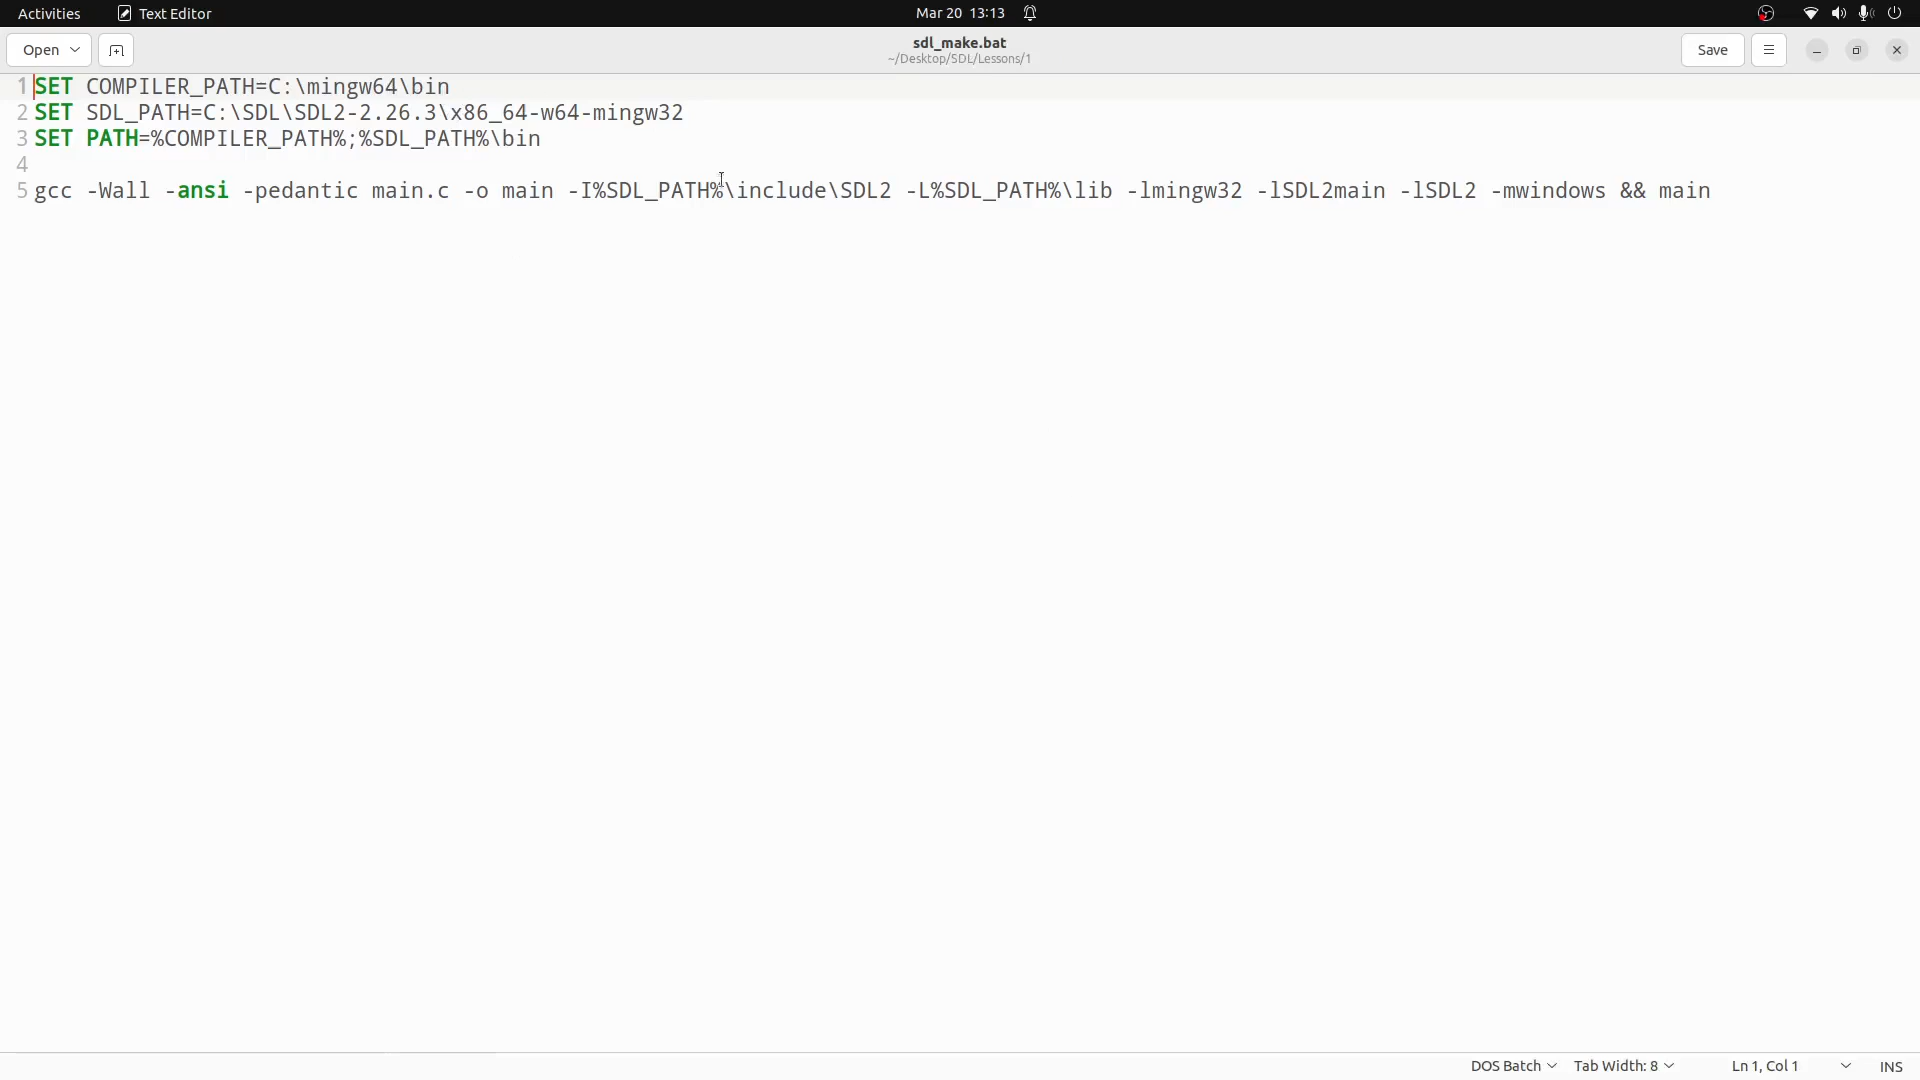 Activities Text Editor Mar 20 13:13
Open sdl_make.bat Save
~/Desktop/SDL/Lessons/1
1 SET COMPILER_PATH=C:\mingw64\bin
2 SET SDL_PATH=C:\SDL\SDL2-2.26.3\x86_64-w64-mingw32
3 SET PATH=%COMPILER_PATH%;%SDL_PATH%\bin
4
5 gcc -Wall -ansi -pedantic main.c -o main -I%SDL_PATH%\include\SDL2 -L%SDL_PATH%\lib -lmingw32 -lSDL2main -lSDL2 -mwindows && main
DOS Batch Tab Width: 8 Ln 1, Col 1 INS